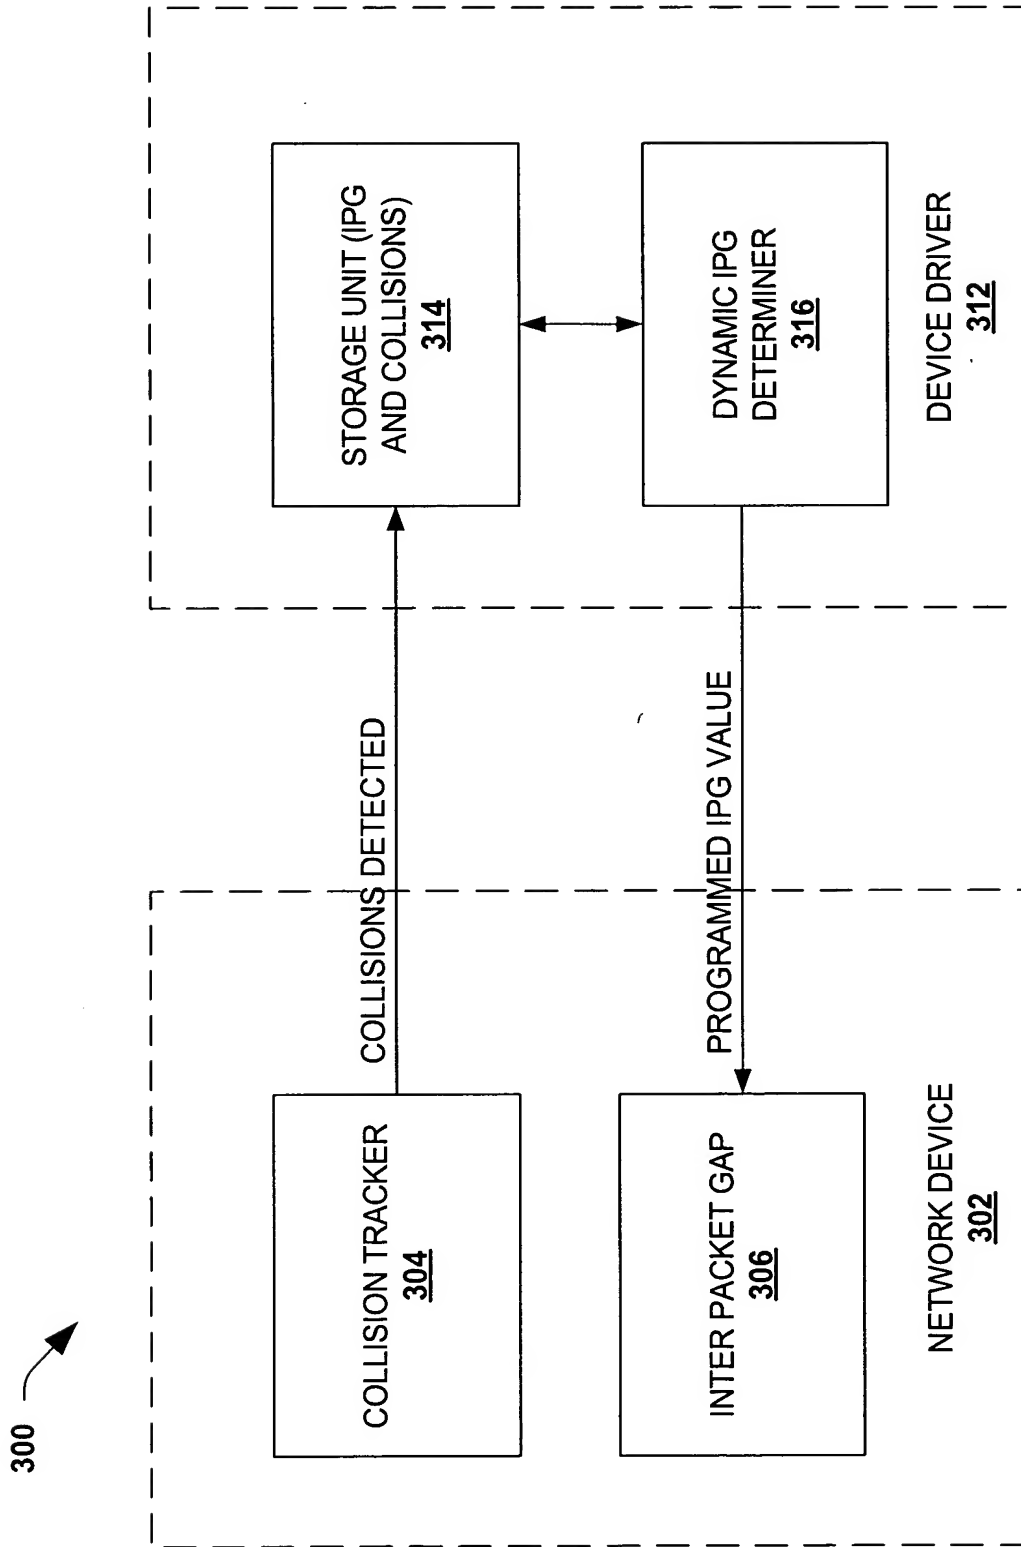 300
COLLISION TRACKER
304
COLLISIONS DETECTED
STORAGE UNIT (IPG
AND COLLISIONS)
314
INTER PACKET GAP
306
PROGRAMMED IPG VALUE
DYNAMIC IPG
DETERMINER
316
NETWORK DEVICE
302
DEVICE DRIVER
312